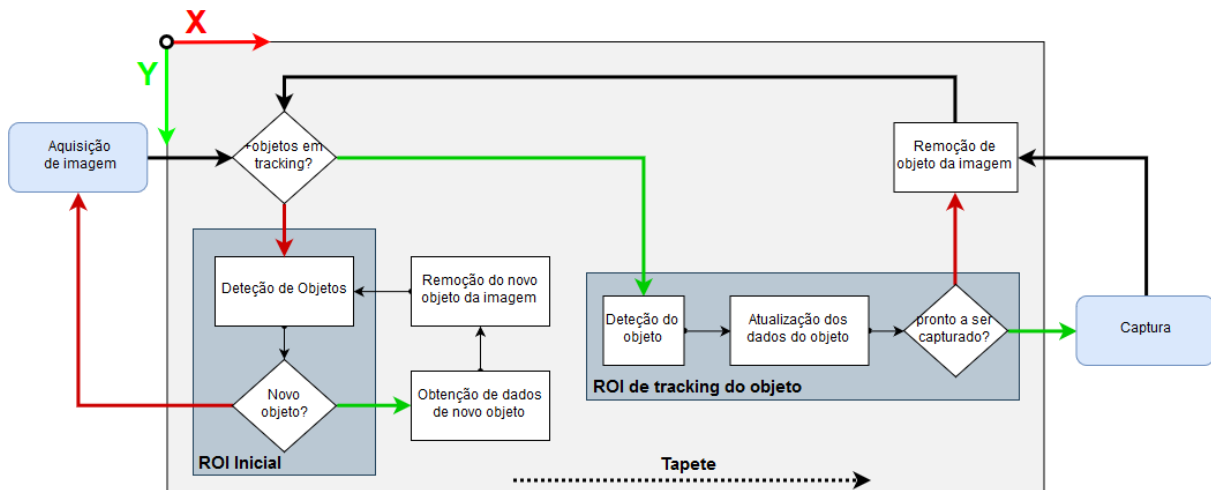 X
Y
Aquisição
de imagem
+objetos em
tracking?
Remoção de
objeto da imagem
Deteção de Objetos
Remoção do novo
objeto da imagem
Novo
objeto?
Obtenção de dados
de novo objeto
ROI Inicial
Deteção do
objeto
Atualização dos
dados do objeto
pronto a ser
capturado?
ROI de tracking do objeto
Captura
Tapete